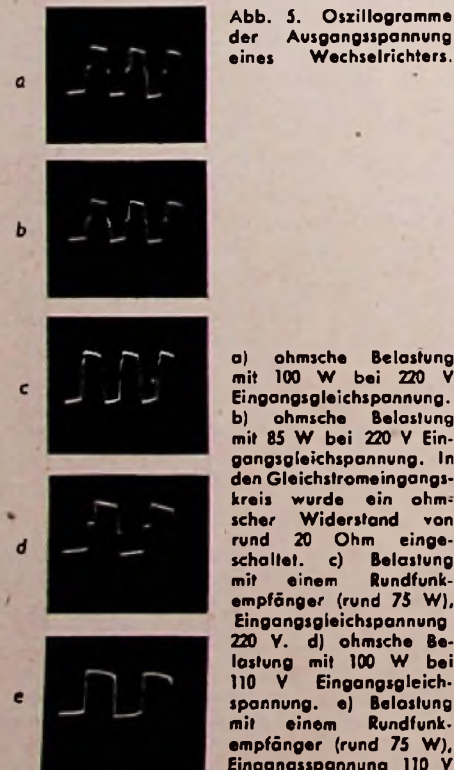 Abb. 5. Oszillogramme
der Ausgangsspannung
eines Wechselrichters.
a
b
c
d
e
a) ohmsche Belastung
mit 100 W bei 220 V
Eingangsgleichspannung.
b) ohmsche Belastung
mit 85 W bei 220 V Ein-
gangsgleichspannung. In
den Gleichstromeingangs-
kreis wurde ein ohm-
scher Widerstand von
rund 20 Ohm einge-
schaltet. c) Belastung
mit einem Rundfunk-
empfänger (rund 75 W),
Eingangsgleichspannung
220 V. d) ohmsche Be-
lastung mit 100 W bei
110 V Eingangsgleich-
spannung. e) Belastung
mit einem Rundfunk-
empfänger (rund 75 W),
Eingangsspannung 110 V